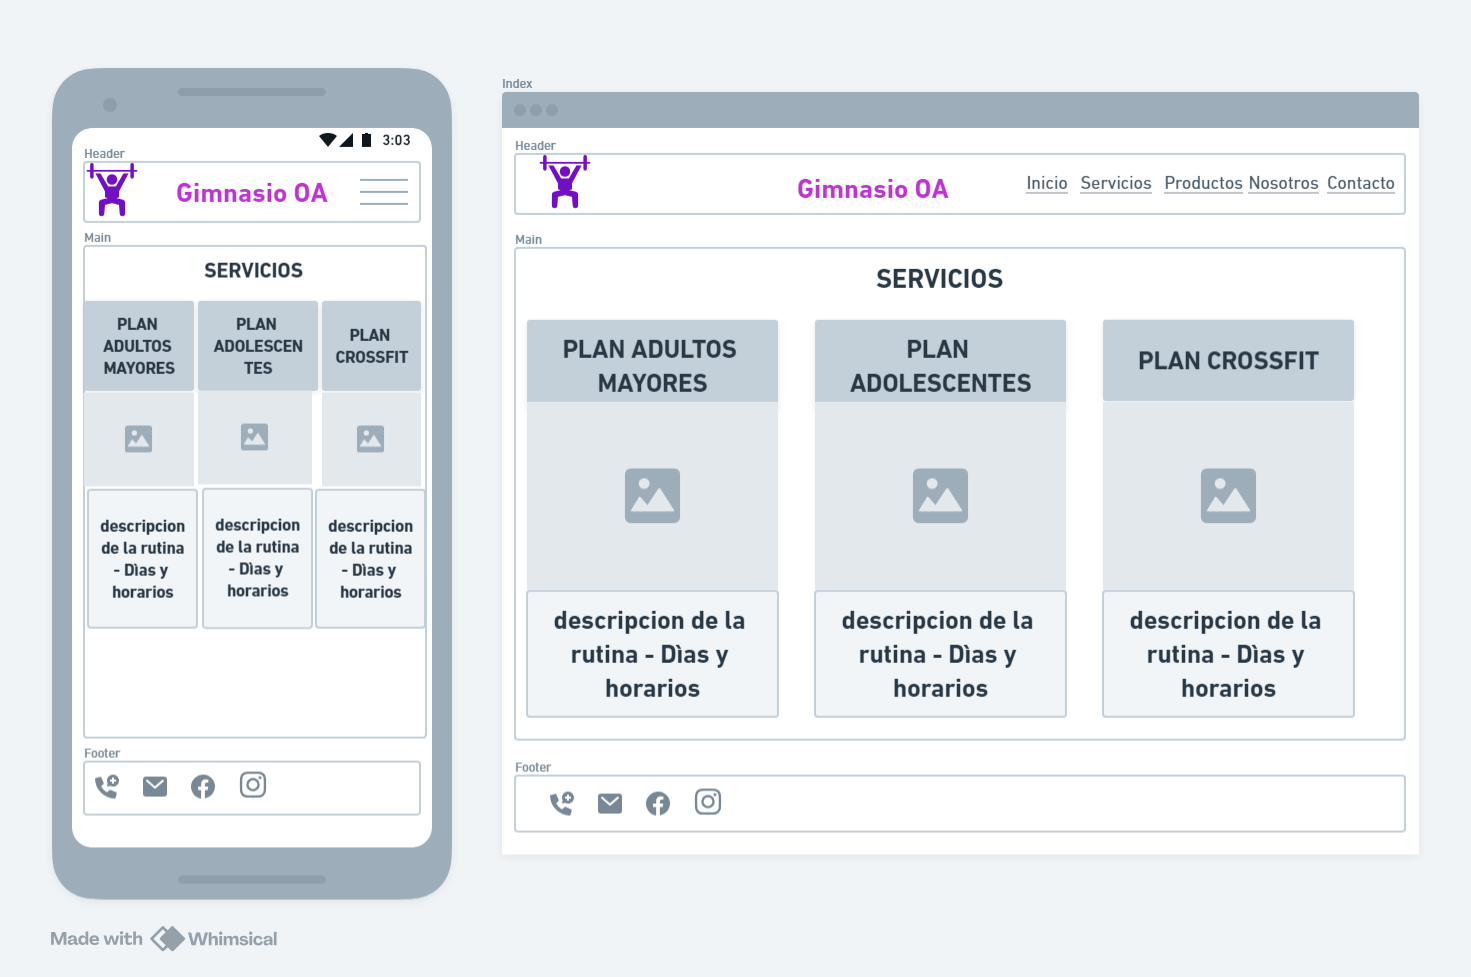 3:03
Header
Gimnasio OA
Main
SERVICIOS
PLAN
ADULTOS
MAYORES
PLAN
ADOLESCEN
TES
PLAN
CROSSFIT
descripcion
de la rutina
- Dìas y
horarios
descripcion
de la rutina
- Dìas y
horarios
descripcion
de la rutina
- Dìas y
horarios
Footer
Index
Header
Gimnasio OA
Inicio Servicios Productos Nosotros Contacto
Main
SERVICIOS
PLAN ADULTOS
MAYORES
PLAN
ADOLESCENTES
PLAN CROSSFIT
descripcion de la
rutina - Dìas y
horarios
descripcion de la
rutina - Dìas y
horarios
descripcion de la
rutina - Dìas y
horarios
Footer
Made with Whimsical